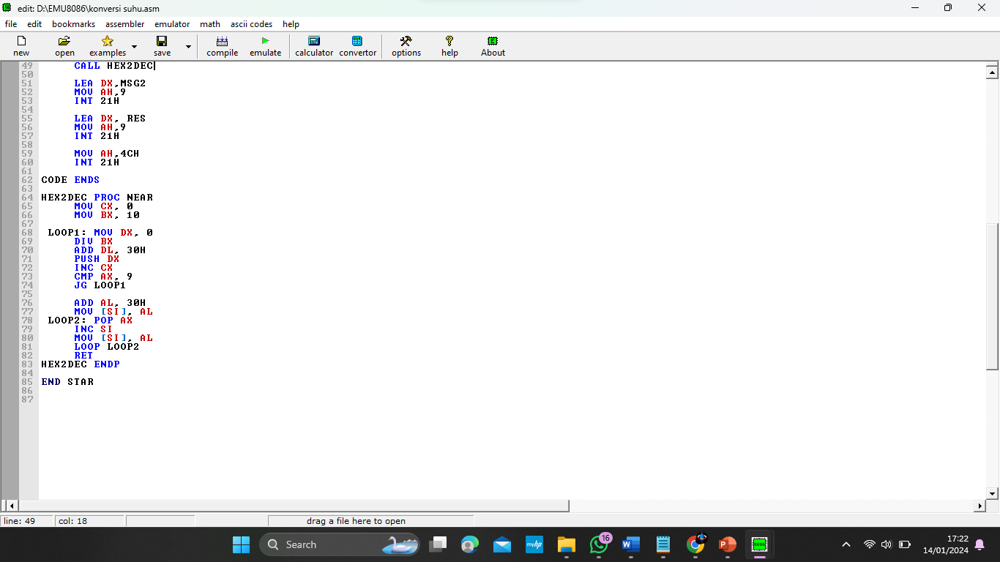 edit: D:\EMU8086\konversi suhu.asm
file edit bookmarks assembler emulator math ascii codes help
new open examples save compile emulate calculator convertor options help About
49 CALL HEX2DEC
50
51 LEA DX,MSG2
52 MOV AH,9
53 INT 21H
54
55 LEA DX, RES
56 MOV AH,9
57 INT 21H
58
59 MOV AH,4CH
60 INT 21H
61
62 CODE ENDS
63
64 HEX2DEC PROC NEAR
65 MOV CX, 0
66 MOV BX, 10
67
68 LOOP1: MOV DX, 0
69 DIV BX
70 ADD DL, 30H
71 PUSH DX
72 INC CX
73 CMP AX, 9
74 JG LOOP1
75
76 ADD AL, 30H
77 MOV [SI], AL
78 LOOP2: POP AX
79 INC SI
80 MOV [SI], AL
81 LOOP LOOP2
82 RET
83 HEX2DEC ENDP
84
85 END STAR
86
87
line: 49 col: 18 drag a file here to open
Search
myhp
16
8086
17:22
14/01/2024